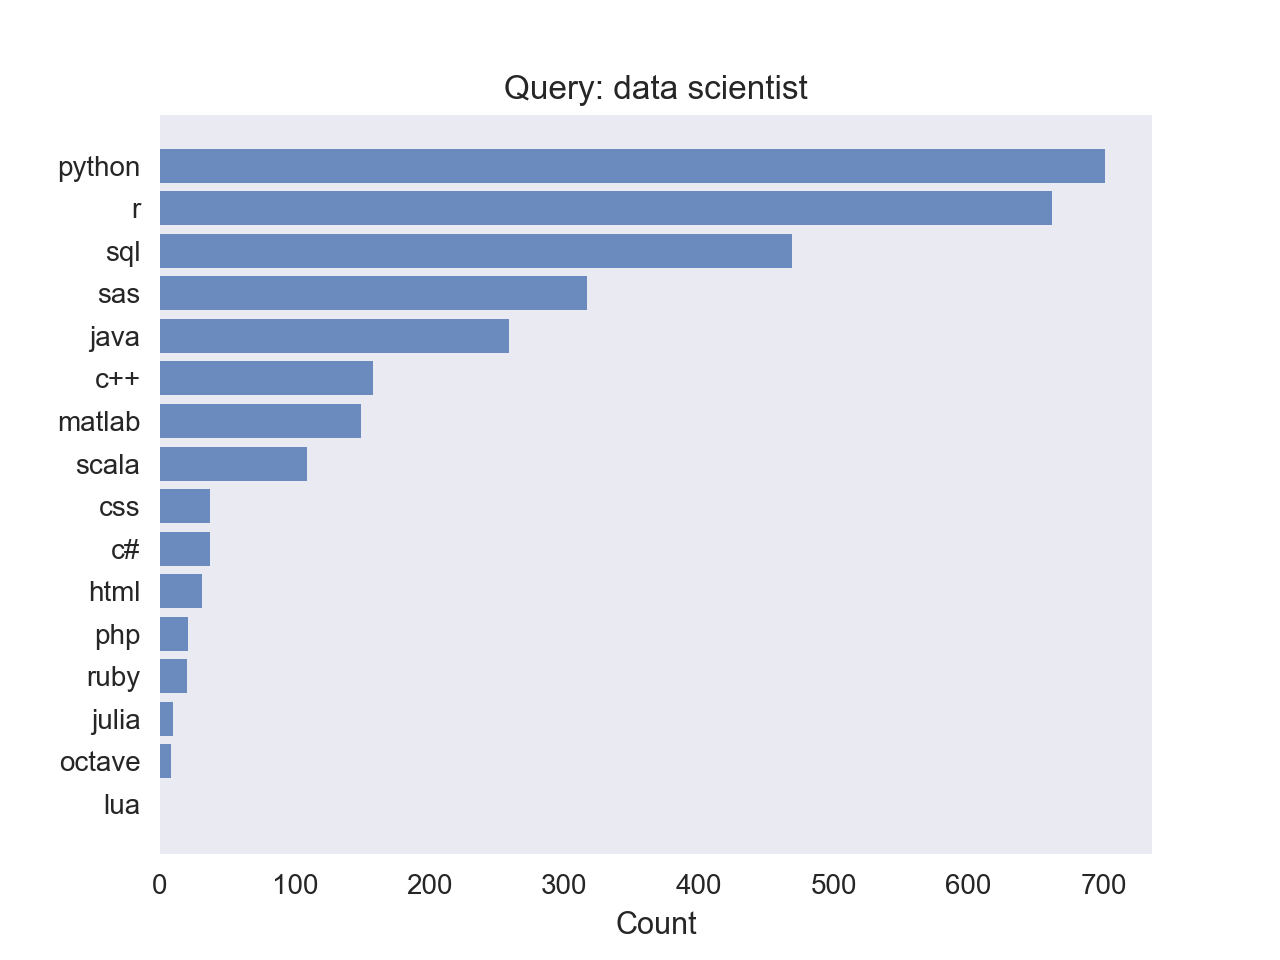 Query: data scientist
python
r
sql
sas
java
c++
matlab
scala
css
c#
html
php
ruby
julia
octave
lua
0 100 200 300 400 500 600 700
Count